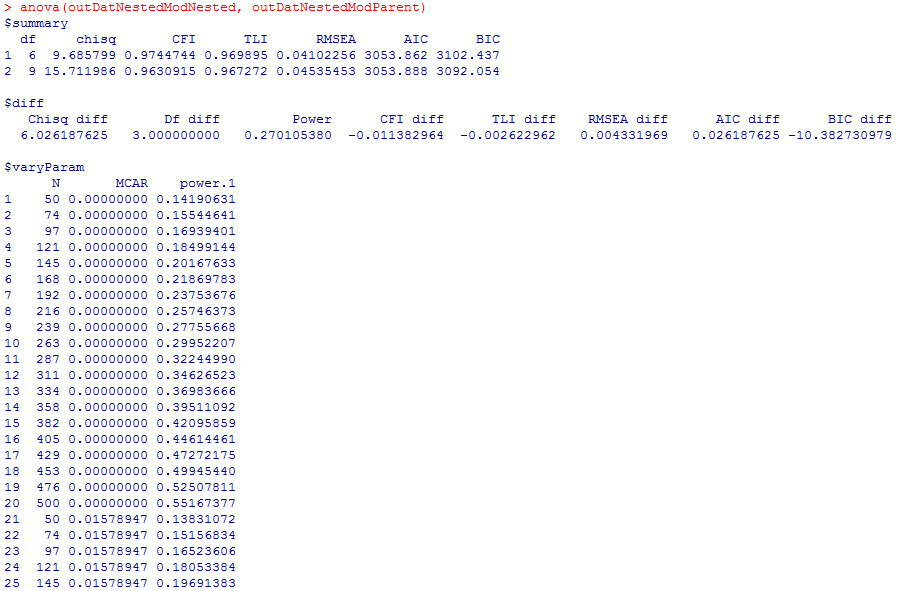 > anova(outDatNestedModNested, outDatNestedModParent)
$summary
df chisq CFI TLI RMSEA AIC BIC
1 6 9.685799 0.9744744 0.969895 0.04102256 3053.862 3102.437
2 9 15.711986 0.9630915 0.967272 0.04535453 3053.888 3092.054
$diff
Chisq diff Df diff Power CFI diff TLI diff RMSEA diff AIC diff BIC diff
6.026187625 3.000000000 0.270105380 -0.011382964 -0.002622962 0.004331969 0.026187625 -10.382730979
$varyParam
N MCAR power.1
1 50 0.00000000 0.14190631
2 74 0.00000000 0.15544641
3 97 0.00000000 0.16939401
4 121 0.00000000 0.18499144
5 145 0.00000000 0.20167633
6 168 0.00000000 0.21869783
7 192 0.00000000 0.23753676
8 216 0.00000000 0.25746373
9 239 0.00000000 0.27755668
10 263 0.00000000 0.29952207
11 287 0.00000000 0.32244990
12 311 0.00000000 0.34626523
13 334 0.00000000 0.36983666
14 358 0.00000000 0.39511092
15 382 0.00000000 0.42095859
16 405 0.00000000 0.44614461
17 429 0.00000000 0.47272175
18 453 0.00000000 0.49945440
19 476 0.00000000 0.52507811
20 500 0.00000000 0.55167377
21 50 0.01578947 0.13831072
22 74 0.01578947 0.15156834
23 97 0.01578947 0.16523606
24 121 0.01578947 0.18053384
25 145 0.01578947 0.19691383